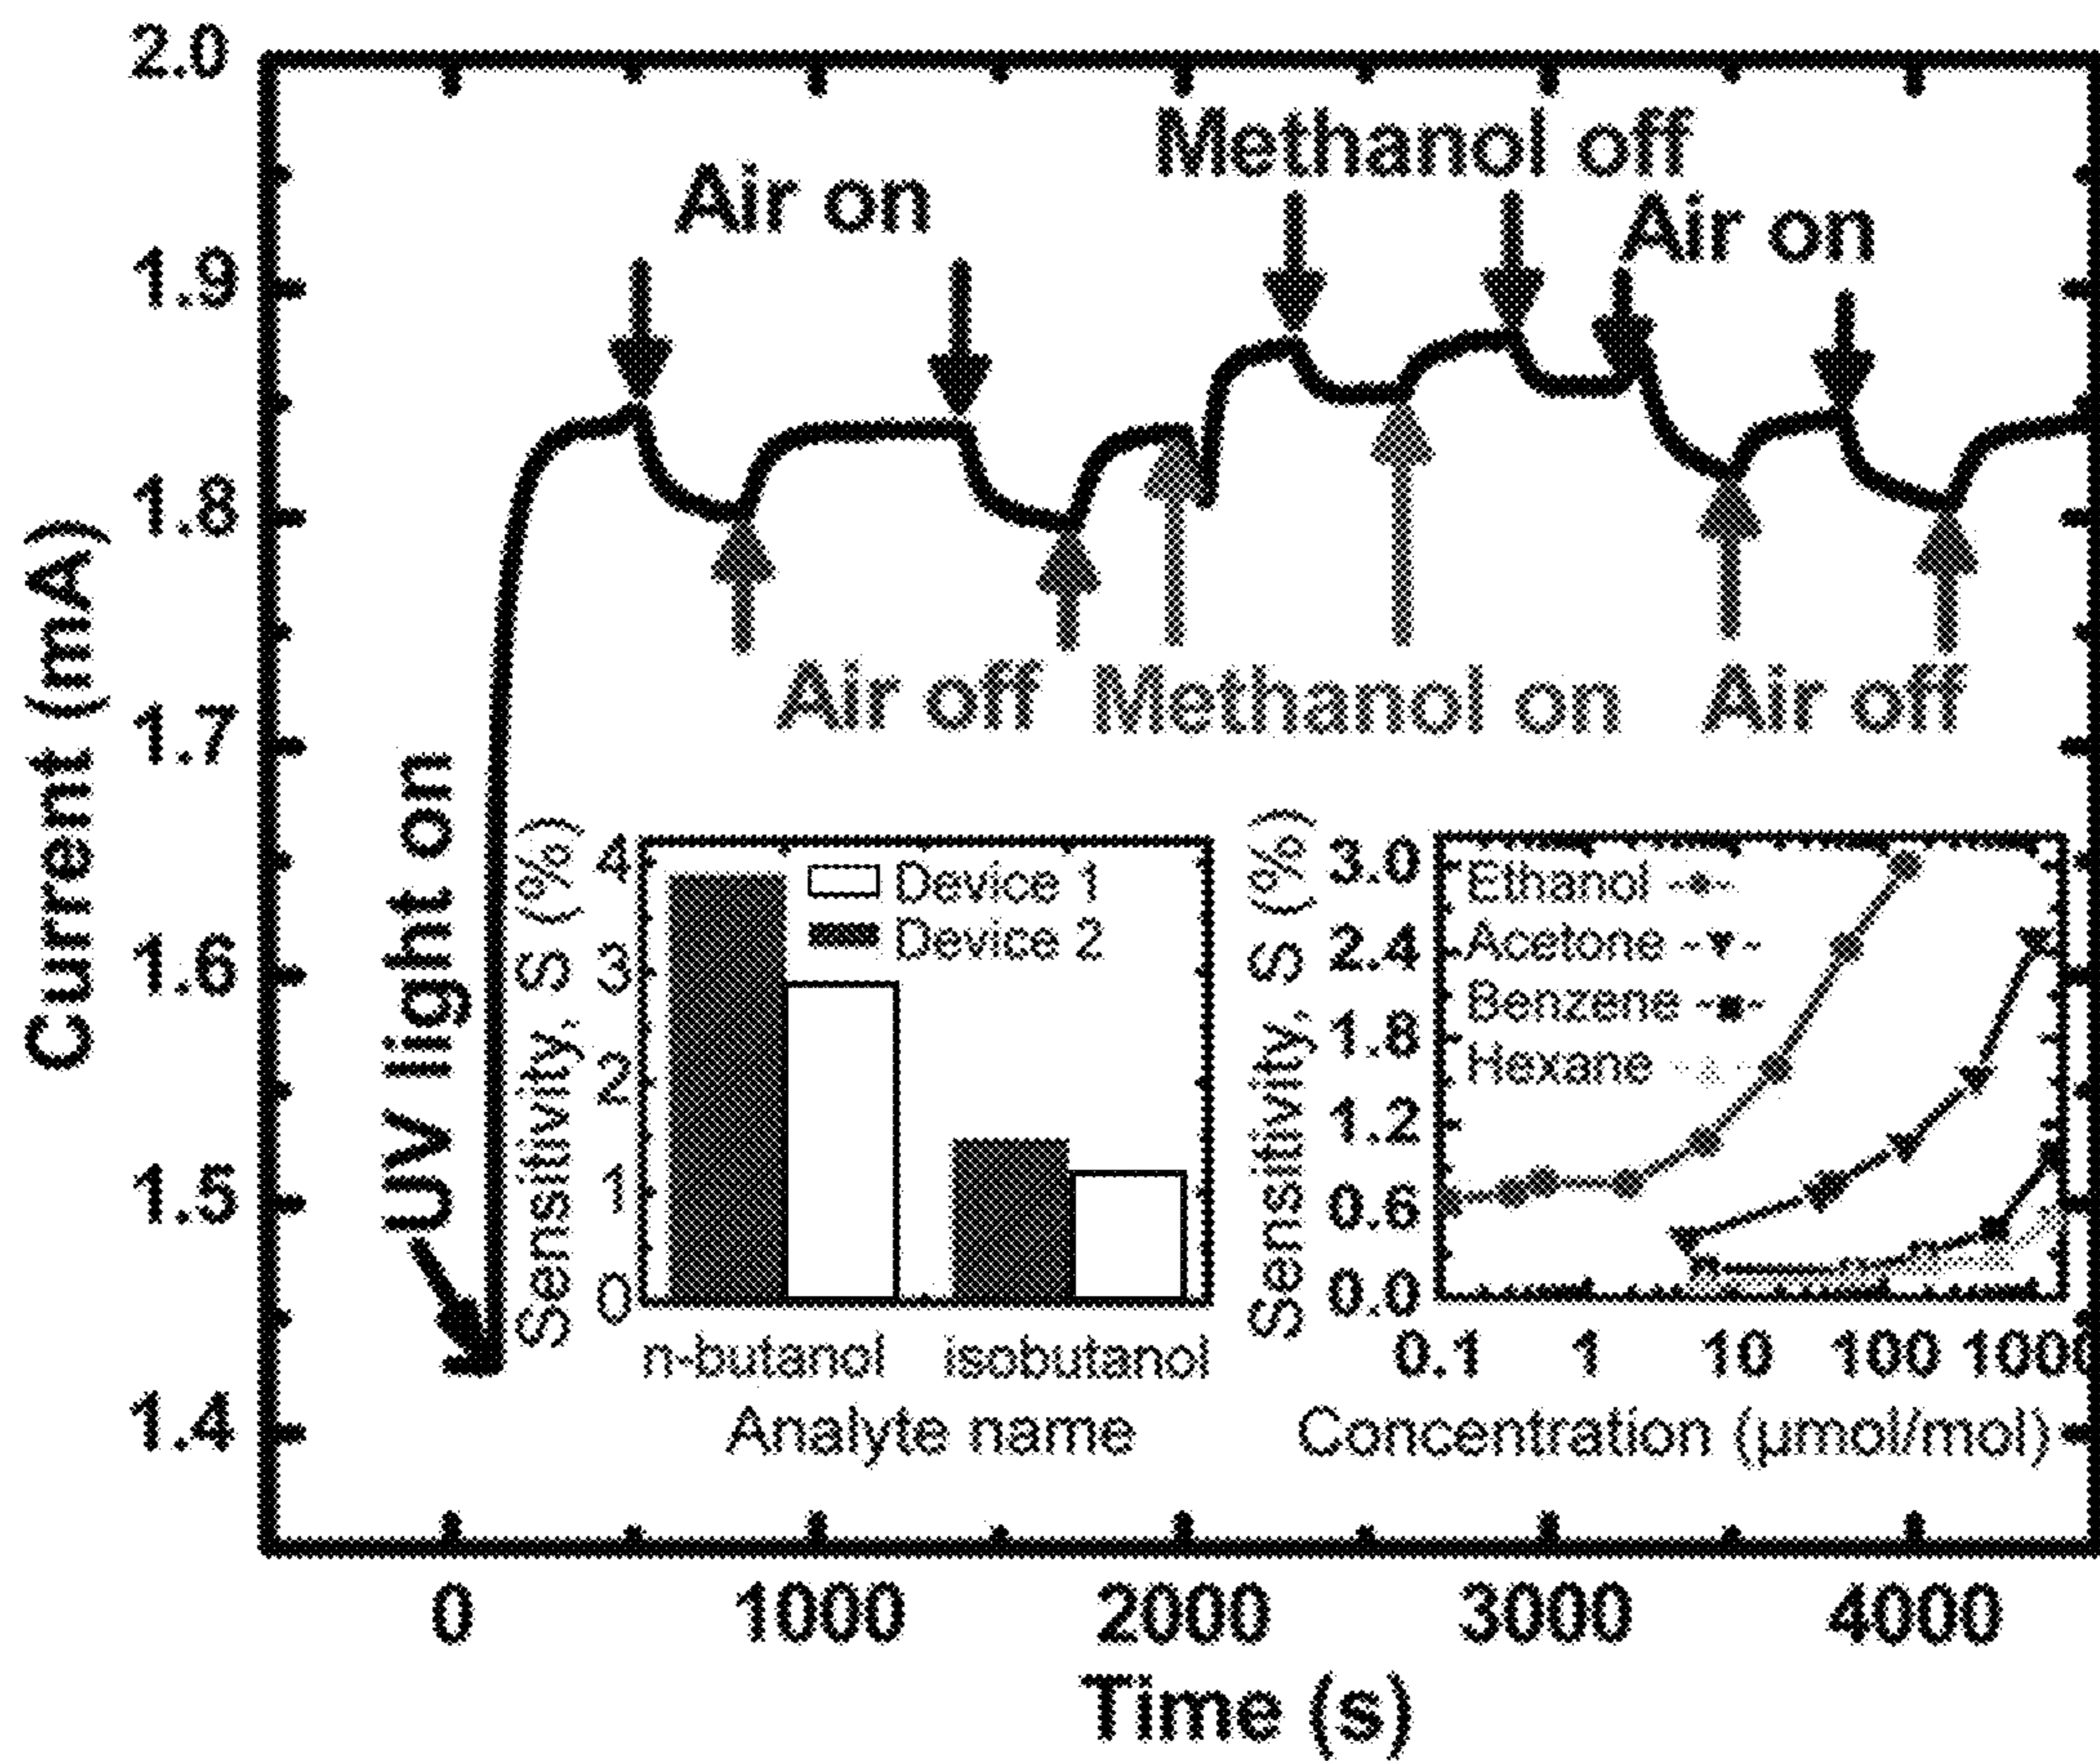 2.0
1.9
1.8
1.7
1.6
1.5
1.4
Current (mA)
0
1000
2000
3000
4000
Time (s)
Air on
Methanol off
Air on
Air off
Methanol on
Air off
UV light on
Sensitivity, S (%)
4
3
2
1
0
Device 1
Device 2
n-butanol
isobutanol
Analyte name
Sensitivity, S (%)
3.0
2.4
1.8
1.2
0.6
0.0
Ethanol
Acetone
Benzene
Hexane
0.1
1
10
100
1000
Concentration (μmol/mol)